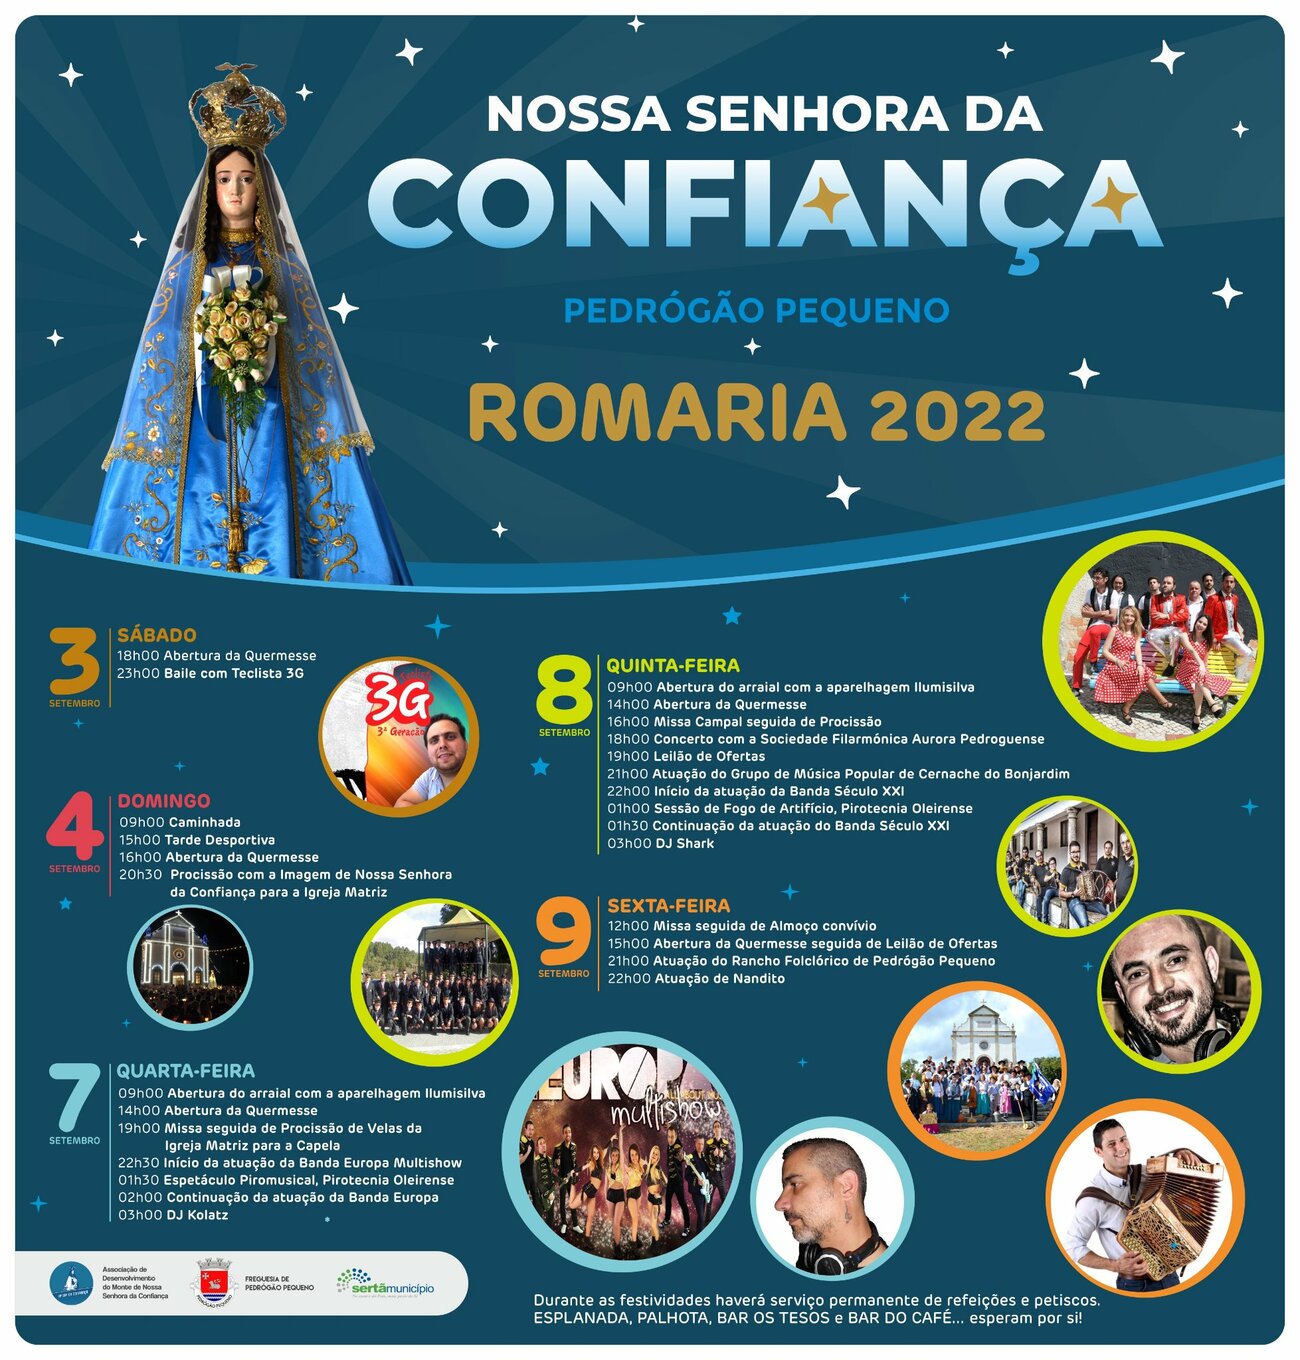 NOSSA SENHORA DA
CONFIANÇA
PEDRÓGÃO PEQUENO
ROMARIA 2022
3
SETEMBRO
SÁBADO
18h00 Abertura da Quermesse
23h00 Baile com Teclista 3G
3G
3ª Geração
4
SETEMBRO
DOMINGO
09h00 Caminhada
15h00 Tarde Desportiva
16h00 Abertura da Quermesse
20h30 Procissão com a Imagem de Nossa Senhora
da Confiança para a Igreja Matriz
7
SETEMBRO
QUARTA-FEIRA
09h00 Abertura do arraial com a aparelhagem Ilumisilva
14h00 Abertura da Quermesse
19h00 Missa seguida de Procissão de Velas da
Igreja Matriz para a Capela
22h30 Início da atuação da Banda Europa Multishow
01h30 Espetáculo Piromusical, Pirotecnia Oleirense
02h00 Continuação da atuação da Banda Europa
03h00 DJ Kolatz
8
SETEMBRO
QUINTA-FEIRA
09h00 Abertura do arraial com a aparelhagem Ilumisilva
14h00 Abertura da Quermesse
16h00 Missa Campal seguida de Procissão
18h00 Concerto com a Sociedade Filarmónica Aurora Pedroguense
19h00 Leilão de Ofertas
21h00 Atuação do Grupo de Música Popular de Cernache do Bonjardim
22h00 Início da atuação da Banda Século XXI
01h00 Sessão de Fogo de Artifício, Pirotecnia Oleirense
01h30 Continuação da atuação do Banda Século XXI
03h00 DJ Shark
9
SETEMBRO
SEXTA-FEIRA
12h00 Missa seguida de Almoço convívio
15h00 Abertura da Quermesse seguida de Leilão de Ofertas
21h00 Atuação do Rancho Folclórico de Pedrógão Pequeno
22h00 Atuação de Nandito
EUROPA
multishow
Associação de
Desenvolvimento
do Monte de Nossa
Senhora da Confiança
FREGUESIA DE
PEDRÓGÃO PEQUENO
sertãmunicípio
Durante as festividades haverá serviço permanente de refeições e petiscos.
ESPLANADA, PALHOTA, BAR OS TESOS e BAR DO CAFÉ... esperam por si!